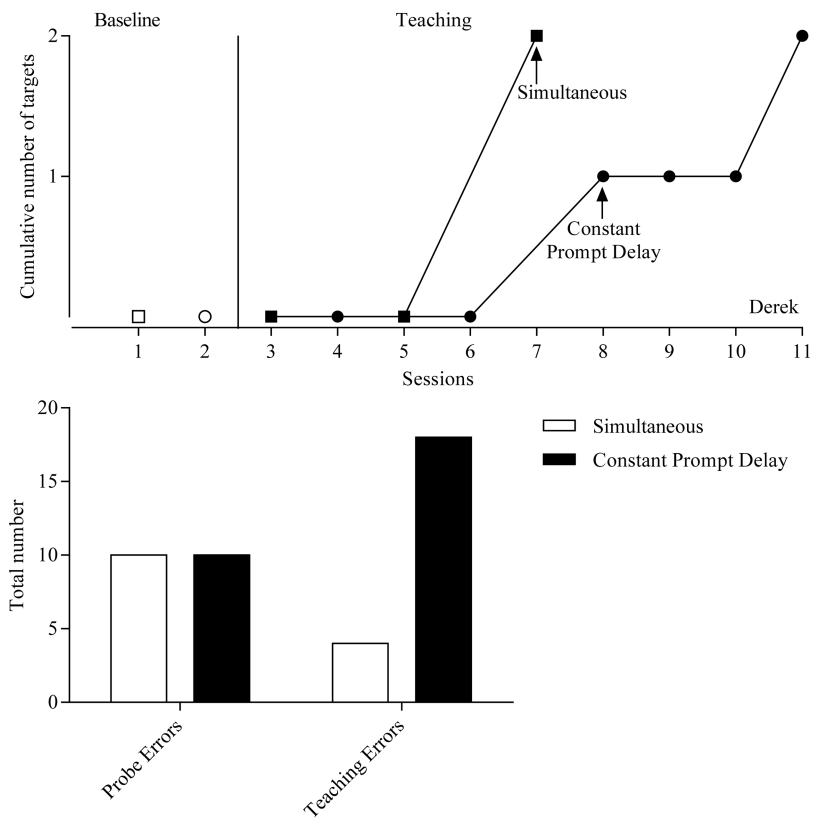 Baseline
Teaching
Cumulative number of targets
2
1
Simultaneous
Constant
Prompt Delay
Derek
1 2 3 4 5 6 7 8 9 10 11
Sessions
Total number
20
15
10
5
0
Simultaneous
Constant Prompt Delay
Probe Errors
Teaching Errors